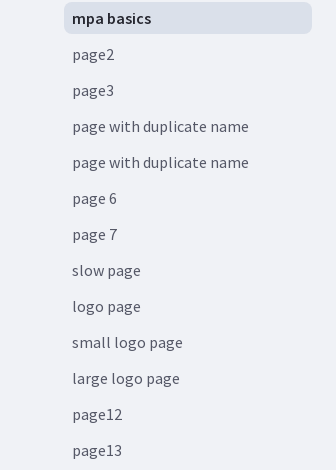 mpa basics
page2
page3
page with duplicate name
page with duplicate name
page 6
page 7
slow page
logo page
small logo page
large logo page
page12
page13